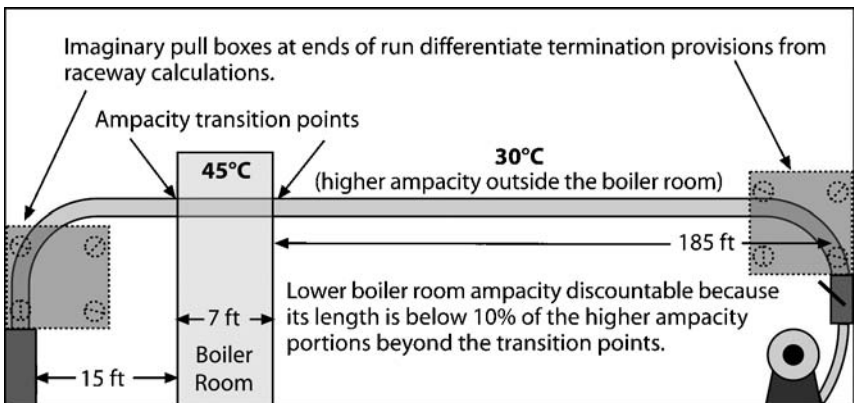 Imaginary pull boxes at ends of run differentiate termination provisions from
raceway calculations.
Ampacity transition points
45°C
30°C
(higher ampacity outside the boiler room)
185 ft
7 ft
Boiler
Room
Lower boiler room ampacity discountable because
its length is below 10% of the higher ampacity
portions beyond the transition points.
15 ft